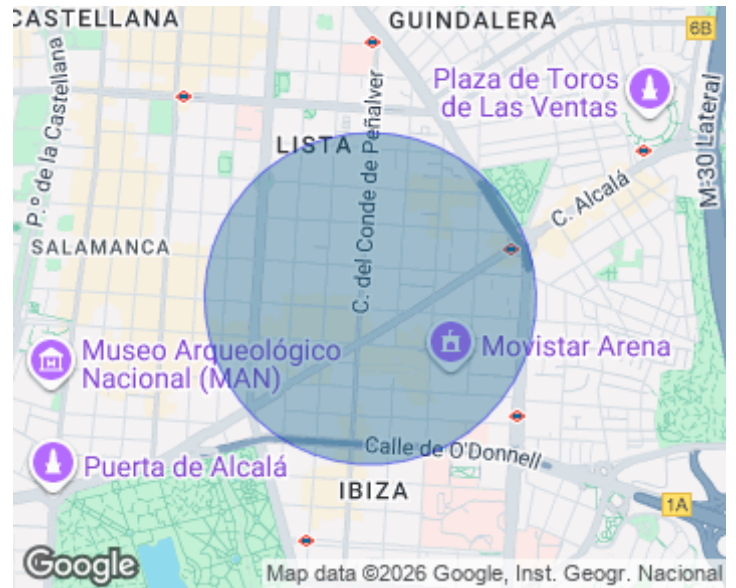 CASTELLANA
GUINDALERA
6B
P.º de la Castellana
C. del Conde de Peñalver
Plaza de Toros
de Las Ventas
M-30 Lateral
LISTA
C. Alcalá
SALAMANCA
Museo Arqueológico
Nacional (MAN)
Movistar Arena
Puerta de Alcalá
Calle de O'Donnell
IBIZA
1A
Google
Map data ©2026 Google, Inst. Geogr. Nacional